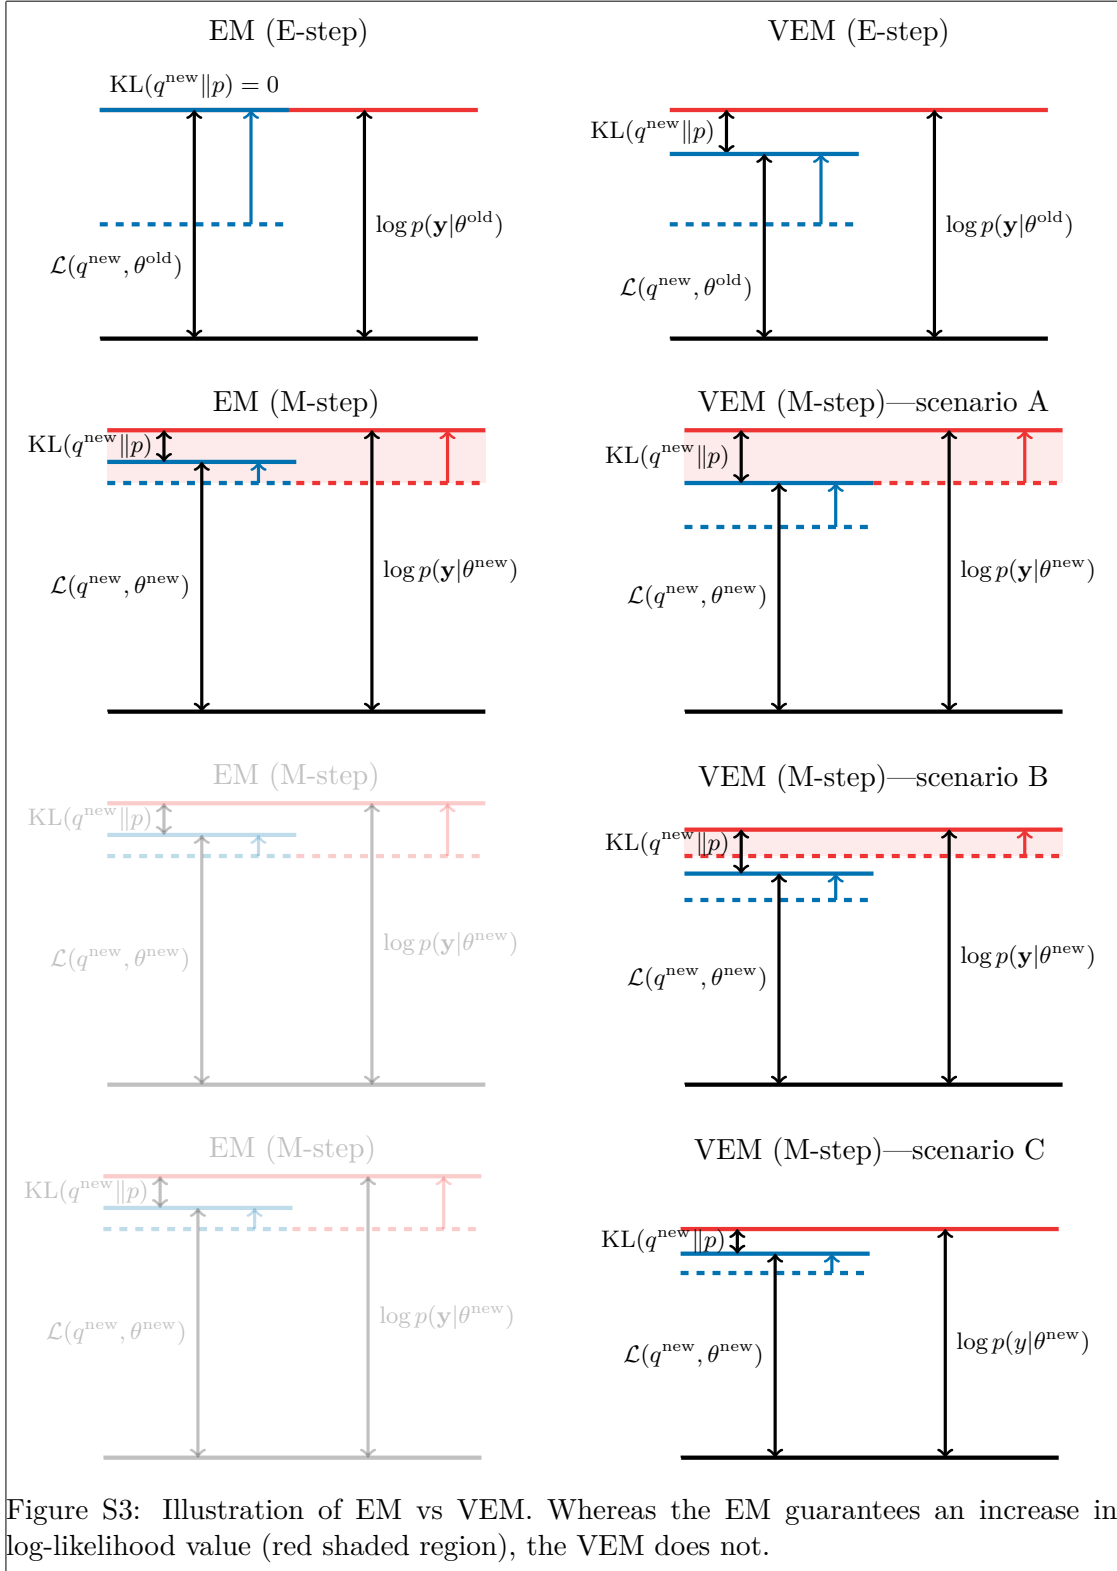 EM (E-step)
KL(q^new‖p) = 0
log p(𝐲|θ^old)
ℒ(q^new, θ^old)
VEM (E-step)
KL(q^new‖p)
log p(𝐲|θ^old)
ℒ(q^new, θ^old)
EM (M-step)
KL(q^new‖p)
log p(𝐲|θ^new)
ℒ(q^new, θ^new)
VEM (M-step)—scenario A
KL(q^new‖p)
log p(𝐲|θ^new)
ℒ(q^new, θ^new)
EM (M-step)
KL(q^new‖p)
log p(𝐲|θ^new)
ℒ(q^new, θ^new)
VEM (M-step)—scenario B
KL(q^new‖p)
log p(𝐲|θ^new)
ℒ(q^new, θ^new)
EM (M-step)
KL(q^new‖p)
log p(𝐲|θ^new)
ℒ(q^new, θ^new)
VEM (M-step)—scenario C
KL(q^new‖p)
log p(y|θ^new)
ℒ(q^new, θ^new)
Figure S3: Illustration of EM vs VEM. Whereas the EM guarantees an increase in
log-likelihood value (red shaded region), the VEM does not.